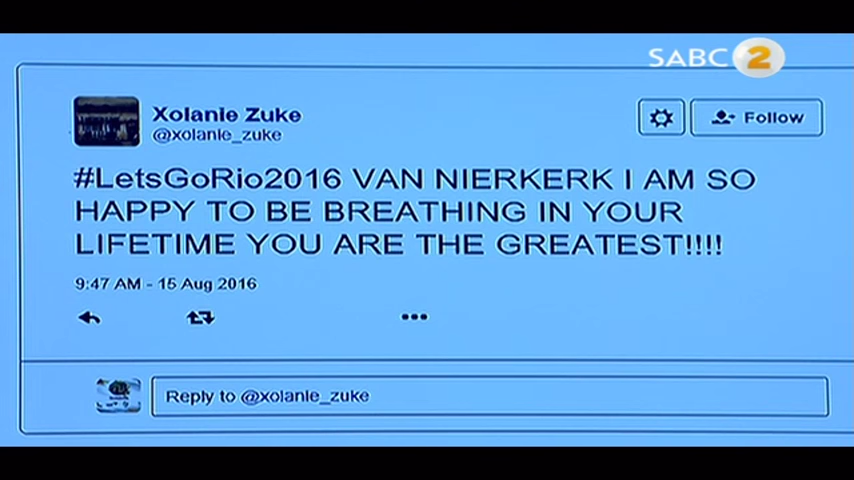 SABC 2
Xolanie Zuke
@xolanie_zuke
Follow
#LetsGoRio2016 VAN NIERKERK I AM SO
HAPPY TO BE BREATHING IN YOUR
LIFETIME YOU ARE THE GREATEST!!!!
9:47 AM - 15 Aug 2016
Reply to @xolanie_zuke